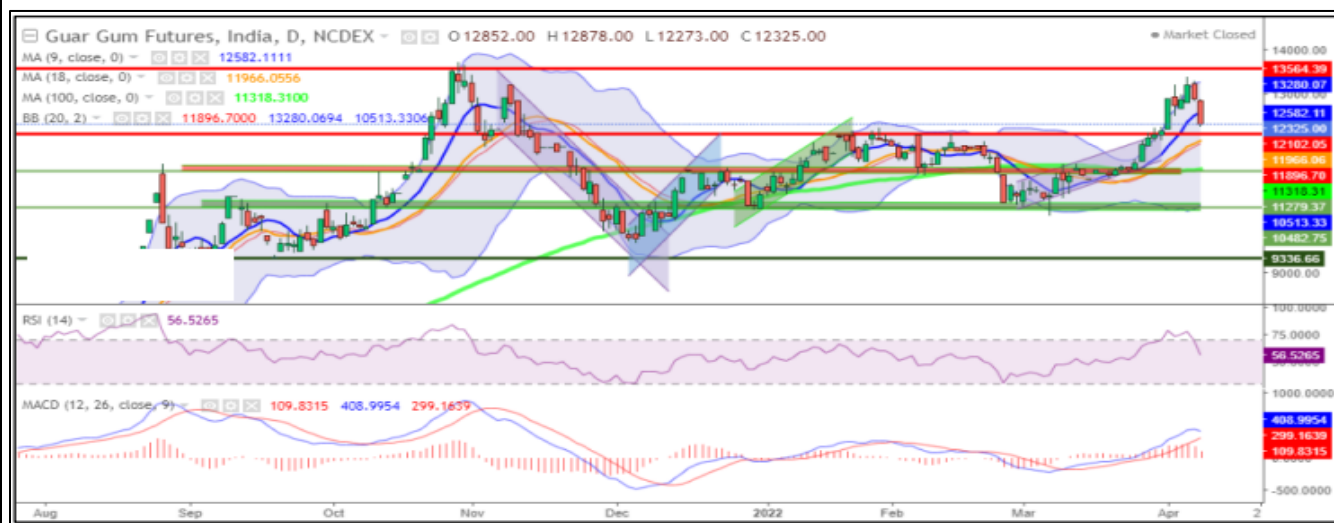 Guar Gum Futures, India, D, NCDEX O 12852.00 H 12878.00 L 12273.00 C 12325.00
Market Closed
MA (9, close, 0) 12582.1111
MA (18, close, 0) 11966.0556
MA (100, close, 0) 11318.3100
BB (20, 2) 11896.7000 13280.0694 10513.3306
14000.00
13564.39
13280.07
13000.00
12582.11
12325.00
12102.05
11966.06
11896.70
11318.31
11279.37
10513.33
10482.75
9336.66
9000.00
RSI (14) 56.5265
100.0000
75.0000
56.5265
MACD (12, 26, close, 9) 109.8315 408.9954 299.1639
1000.0000
408.9954
299.1639
109.8315
-500.0000
Aug Sep Oct Nov Dec 2022 Feb Mar Apr 2